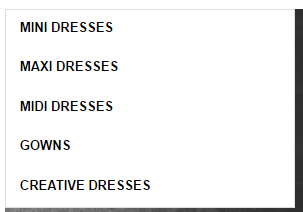 MINI DRESSES
MAXI DRESSES
MIDI DRESSES
GOWNS
CREATIVE DRESSES